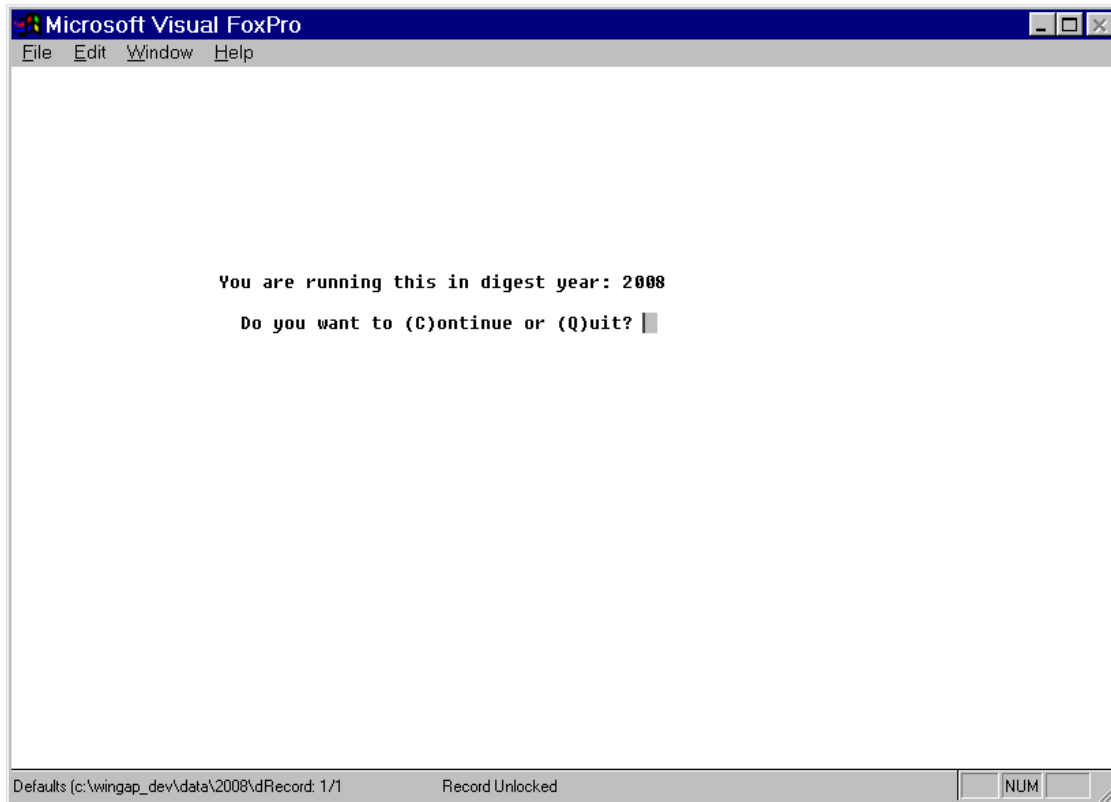 Microsoft Visual FoxPro
File Edit Window Help
You are running this in digest year: 2008
Do you want to (C)ontinue or (Q)uit?
Defaults (c:\wingap_dev\data\2008\dRecord: 1/1 Record Unlocked NUM